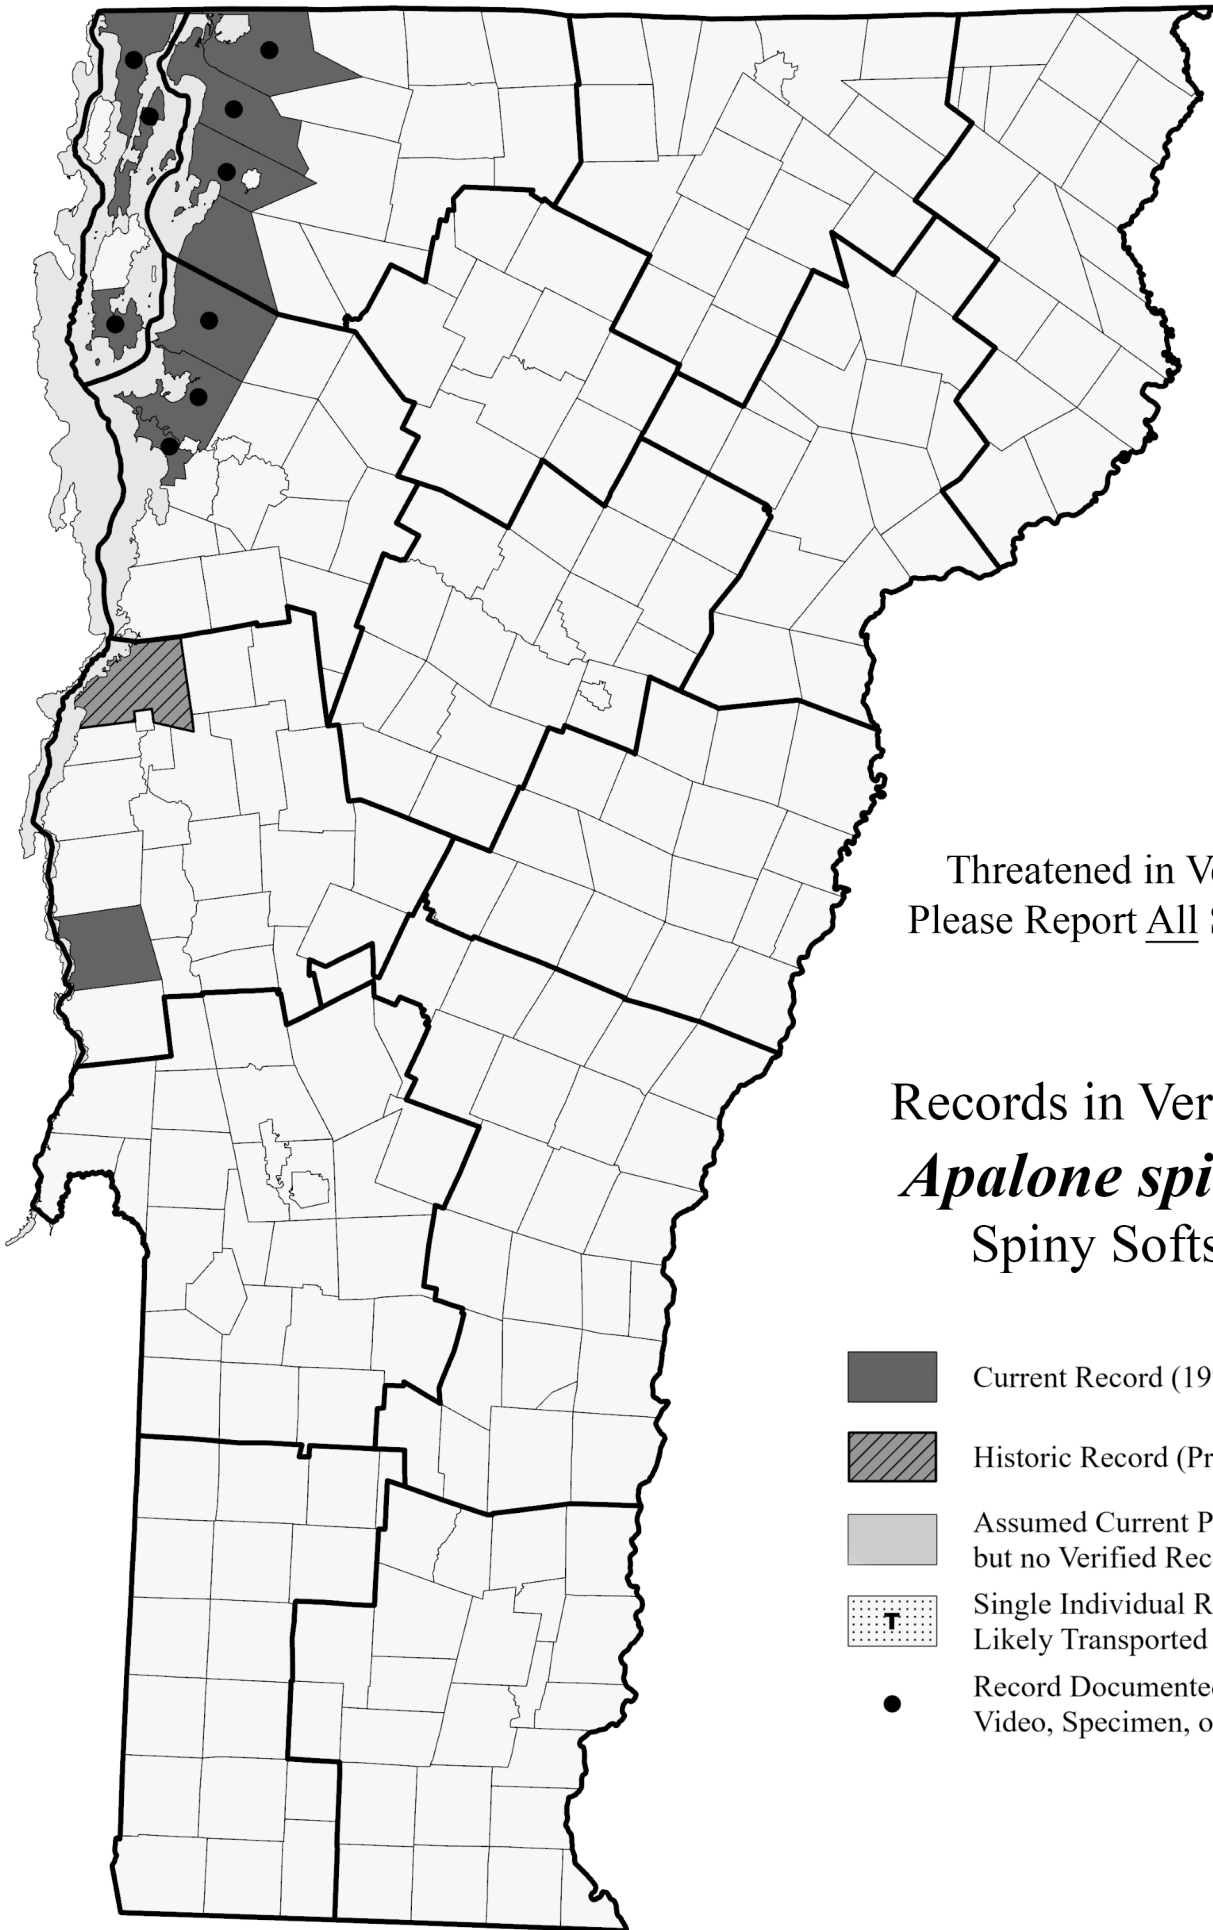 Threatened in V
Please Report All
Records in Ver
Apalone spi
Spiny Softs
Current Record (19
Historic Record (Pr
Assumed Current P
but no Verified Rec
T
Single Individual R
Likely Transported
Record Documente
Video, Specimen, o